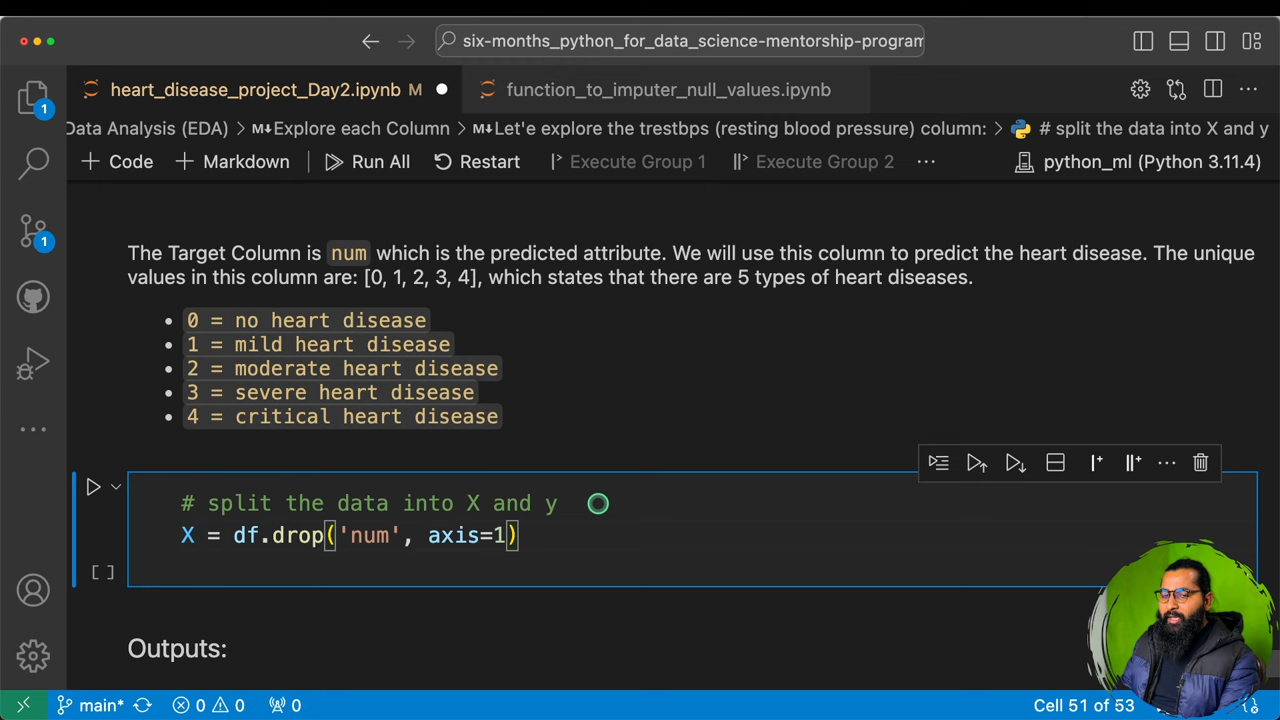 six-months_python_for_data_science-mentorship-program
heart_disease_project_Day2.ipynb M
function_to_imputer_null_values.ipynb
Data Analysis (EDA) > M↓Explore each Column > M↓Let's explore the trestbps (resting blood pressure) column: > # split the data into X and y
+ Code + Markdown Run All Restart Execute Group 1 Execute Group 2 ... python_ml (Python 3.11.4)
The Target Column is num which is the predicted attribute. We will use this column to predict the heart disease. The unique
values in this column are: [0, 1, 2, 3, 4], which states that there are 5 types of heart diseases.
• 0 = no heart disease
• 1 = mild heart disease
• 2 = moderate heart disease
• 3 = severe heart disease
• 4 = critical heart disease
# split the data into X and y
X = df.drop('num', axis=1)
[ ]
Outputs:
main* 0 0 0 Cell 51 of 53
1
1